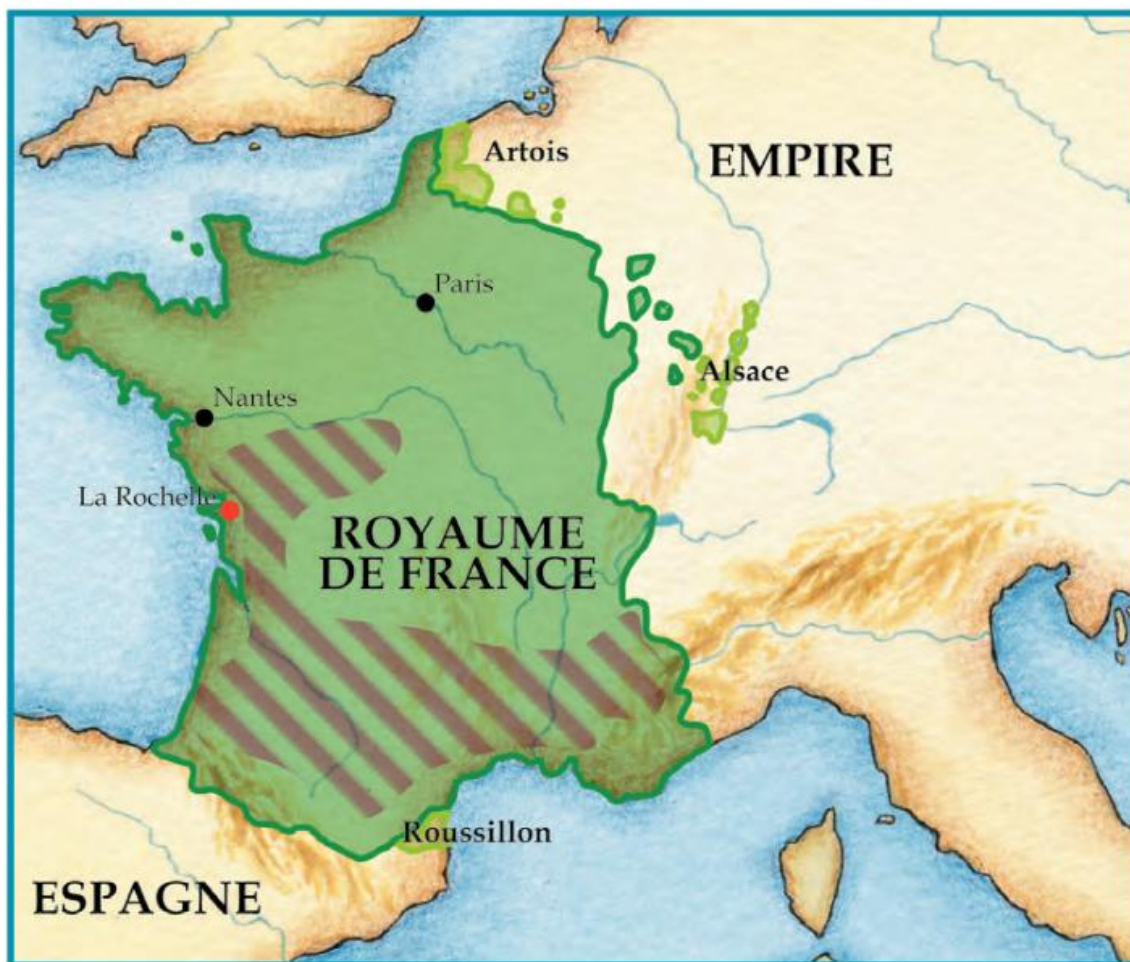 Artois
EMPIRE
Paris
Alsace
Nantes
La Rochelle
ROYAUME
DE FRANCE
Roussillon
ESPAGNE